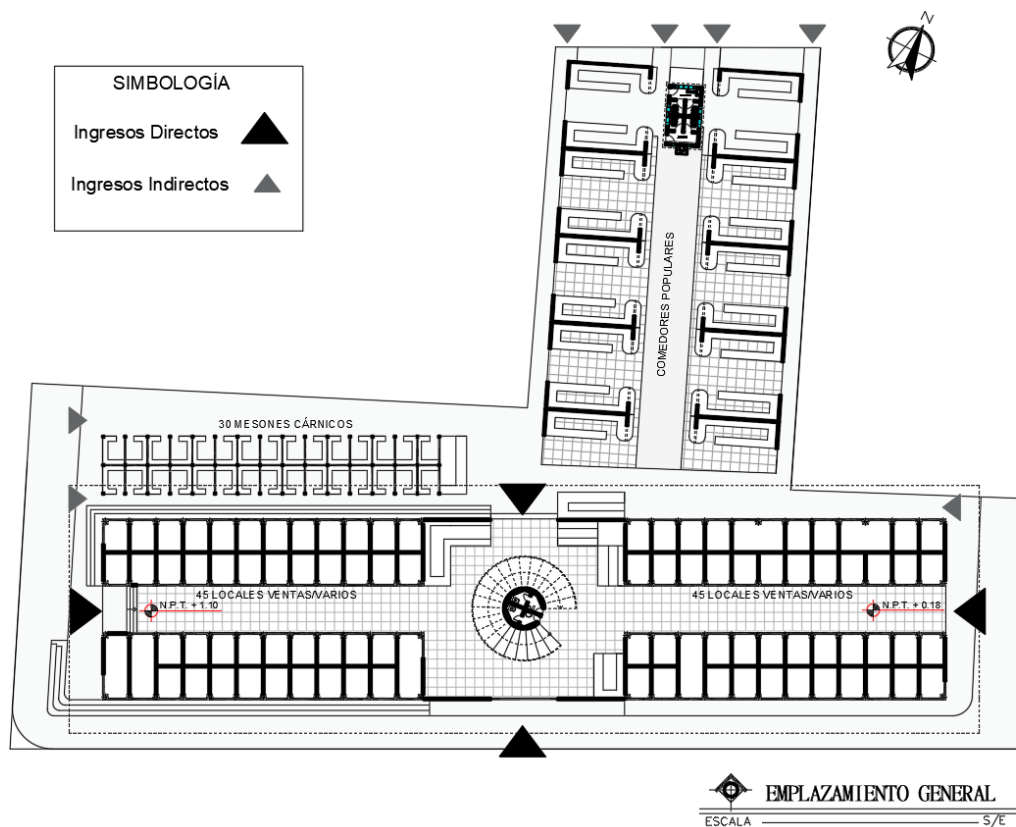 N
SIMBOLOGÍA
Ingresos Directos
Ingresos Indirectos
COMEDORES POPULARES
30 MESONES CÁRNICOS
45 LOCALES VENTAS/VARIOS
45 LOCALES VENTAS/VARIOS
N.P.T. + 1.10
N.P.T. + 0.18
EMPLAZAMIENTO GENERAL
ESCALA
S/E